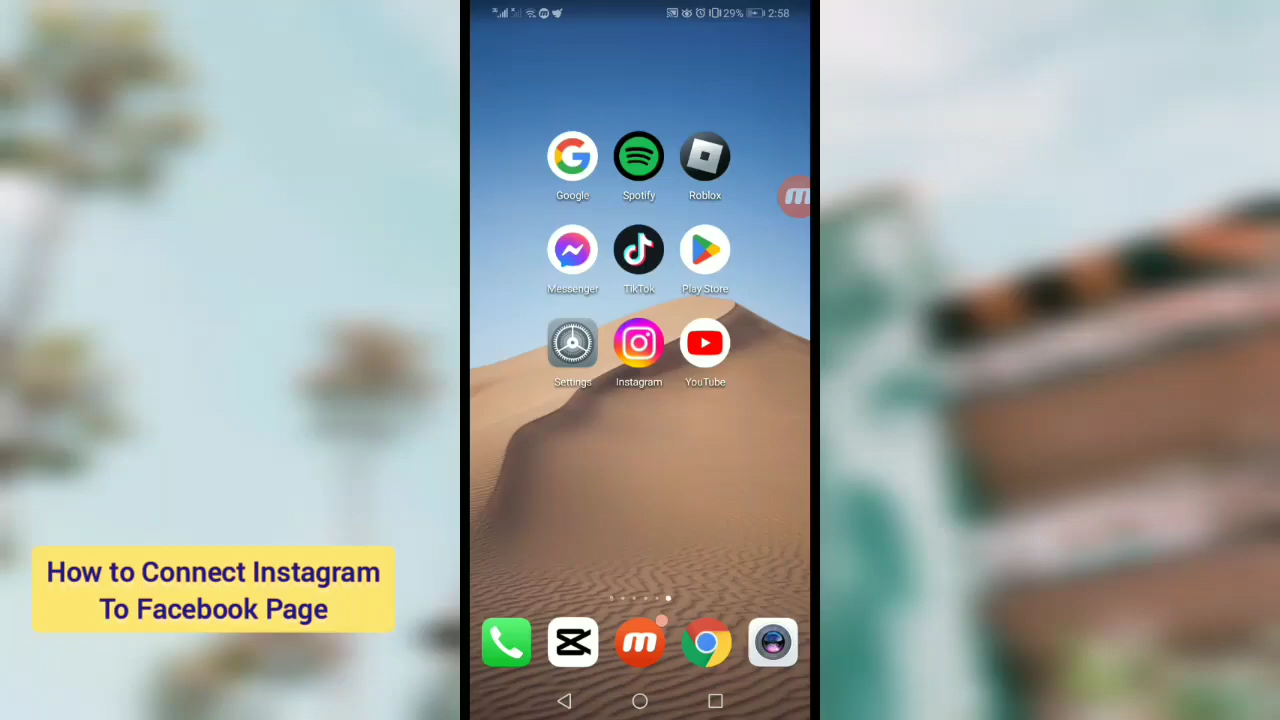 29% 2:58
Google Spotify Roblox
Messenger TikTok Play Store
Settings Instagram YouTube
How to Connect Instagram
To Facebook Page